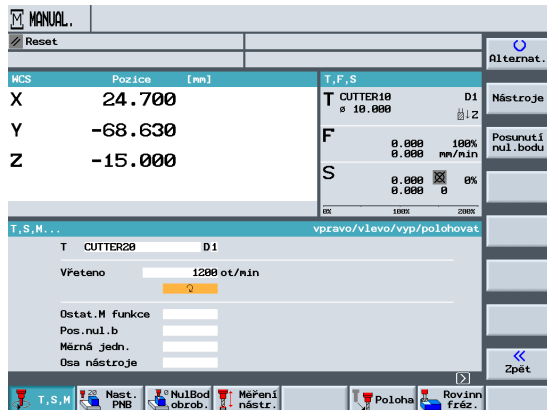 MANUAL.
Reset
Alternat.
WCS Pozice [mm]
T,F,S
X 24.700
T CUTTER10 D1
ø 10.000
Z
Nástroje
Y -68.630
F 0.000 100%
0.000 mm/min
Posunutí
nul.bodu
Z -15.000
S 0.000 0%
0.000 0
0% 100% 200%
T,S,M... vpravo/vlevo/vyp/polohovat
T CUTTER20 D1
Vřeteno 1200 ot/min
Ostat.M funkce
Pos.nul.b
Měrná jedn.
Osa nástroje
Zpět
T,S,M
Nast.
PNB
NulBod
obrob.
Měření
nástr.
Poloha
Rovinn
fréz.